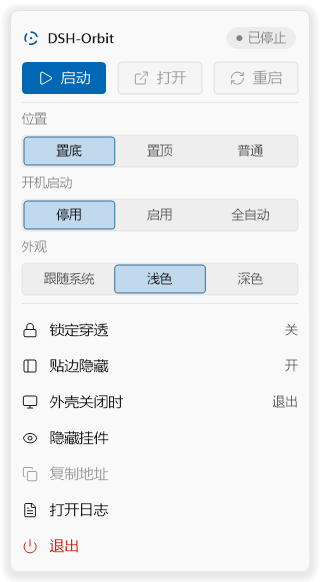 DSH-Orbit 已停止
启动 打开 重启
位置
置底 置顶 普通
开机启动
停用 启用 全自动
外观
跟随系统 浅色 深色
锁定穿透 关
贴边隐藏 开
外壳关闭时 退出
隐藏挂件
复制地址
打开日志
退出